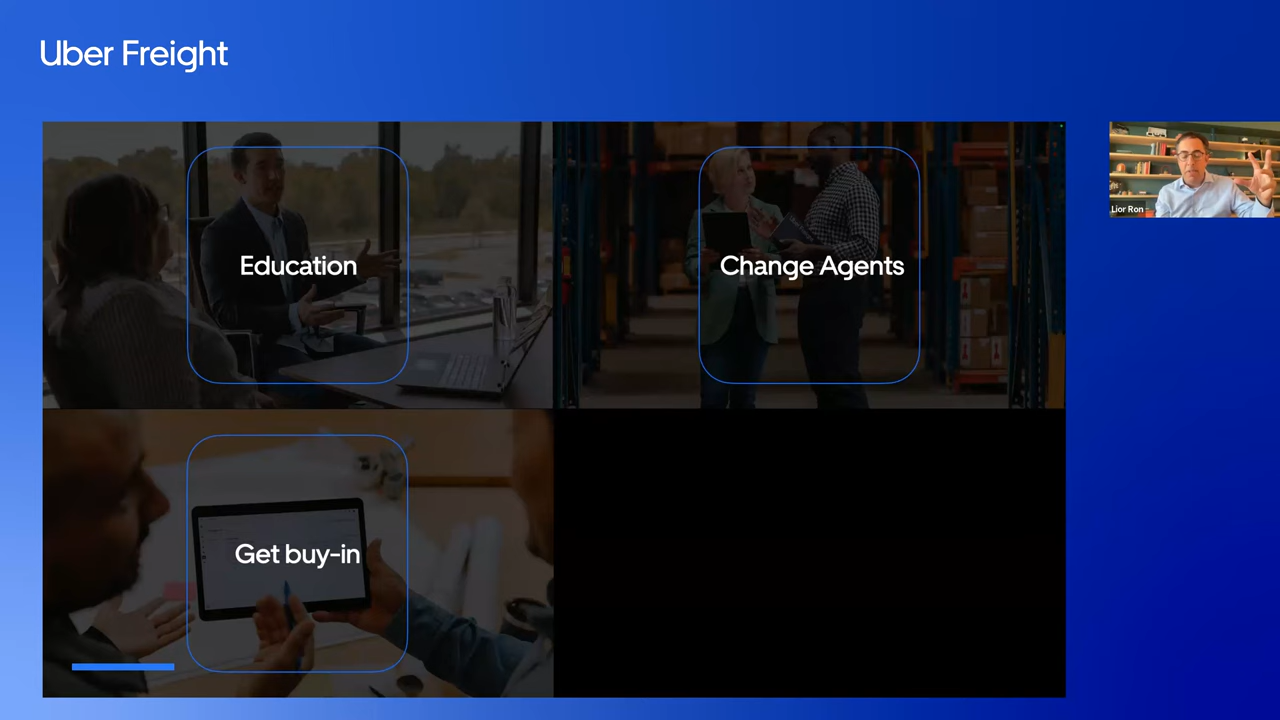 Uber Freight
Education
Change Agents
Lior Ron
Get buy-in